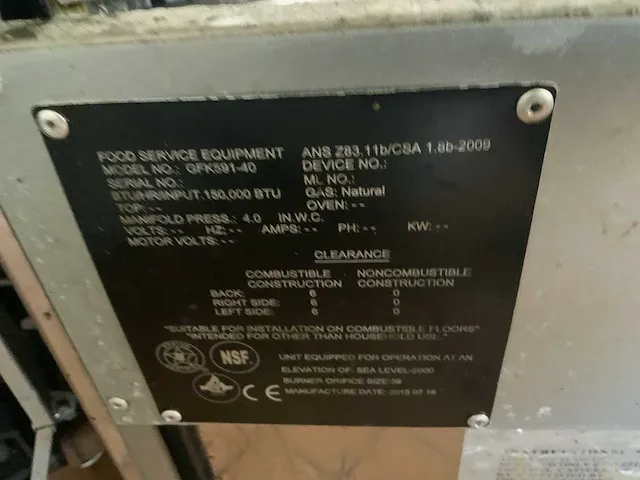 FOOD SERVICE EQUIPMENT ANS Z83.11b/CSA 1.8b-2009
MODEL NO.: GFK591-40 DEVICE NO.:
SERIAL NO.: ML NO.:
BTU/HR/INPUT:150,000 BTU GAS: Natural
TOP: -- OVEN: --
MANIFOLD PRESS.: 4.0 IN.W.C.
VOLTS: -- HZ: -- AMPS: -- PH: -- KW: --
MOTOR VOLTS: --
CLEARANCE
COMBUSTIBLE NONCOMBUSTIBLE
CONSTRUCTION CONSTRUCTION
BACK: 6 0
RIGHT SIDE: 6 0
LEFT SIDE: 6 0
"SUITABLE FOR INSTALLATION ON COMBUSTIBLE FLOORS"
"INTENDED FOR OTHER THAN HOUSEHOLD USE."
NSF.
CE
UNIT EQUIPPED FOR OPERATION AT AN
ELEVATION OF: SEA LEVEL-2000
BURNER ORIFICE SIZE:39
MANUFACTURE DATE: 2015 07 18